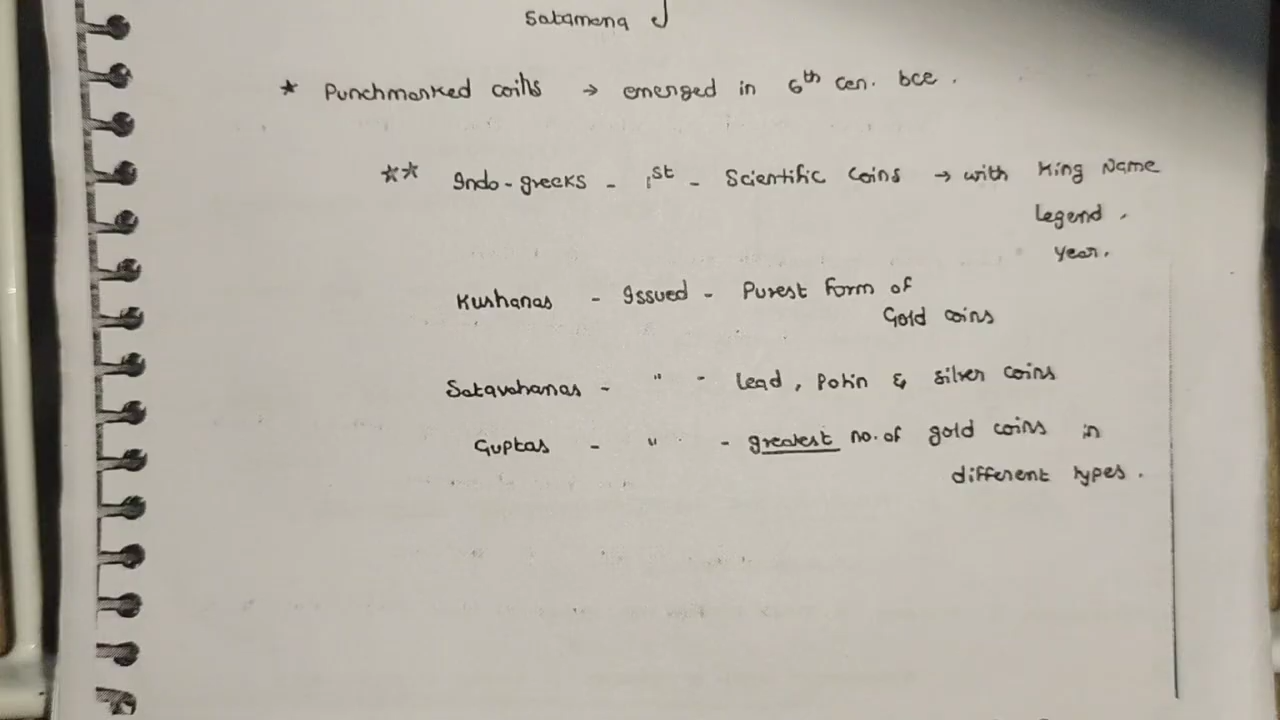 Satamana
* Punchmarked coins → emerged in 6th cen. bce.
** Indo-greeks - 1st - Scientific Coins → with King Name
Legend.
Year.
Kushanas - Issued - Purest form of
Gold coins
Satavahanas - " - Lead, Potin & Silver coins
Guptas - " - greatest no. of gold coins in
different types.